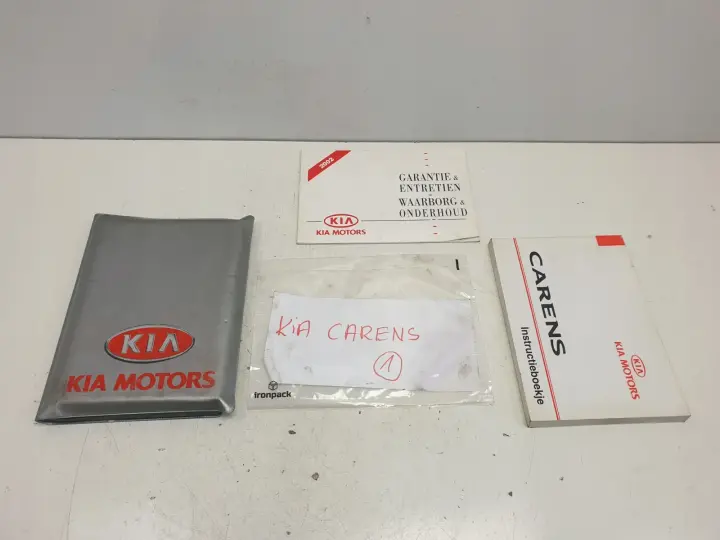 2002
GARANTIE &
ENTRETIEN
WAARBORG &
ONDERHOUD
KIA
KIA MOTORS
KIA
KIA MOTORS
KiA CARENS
1
ironpack
CARENS
Instructieboekje
KIA
KIA MOTORS